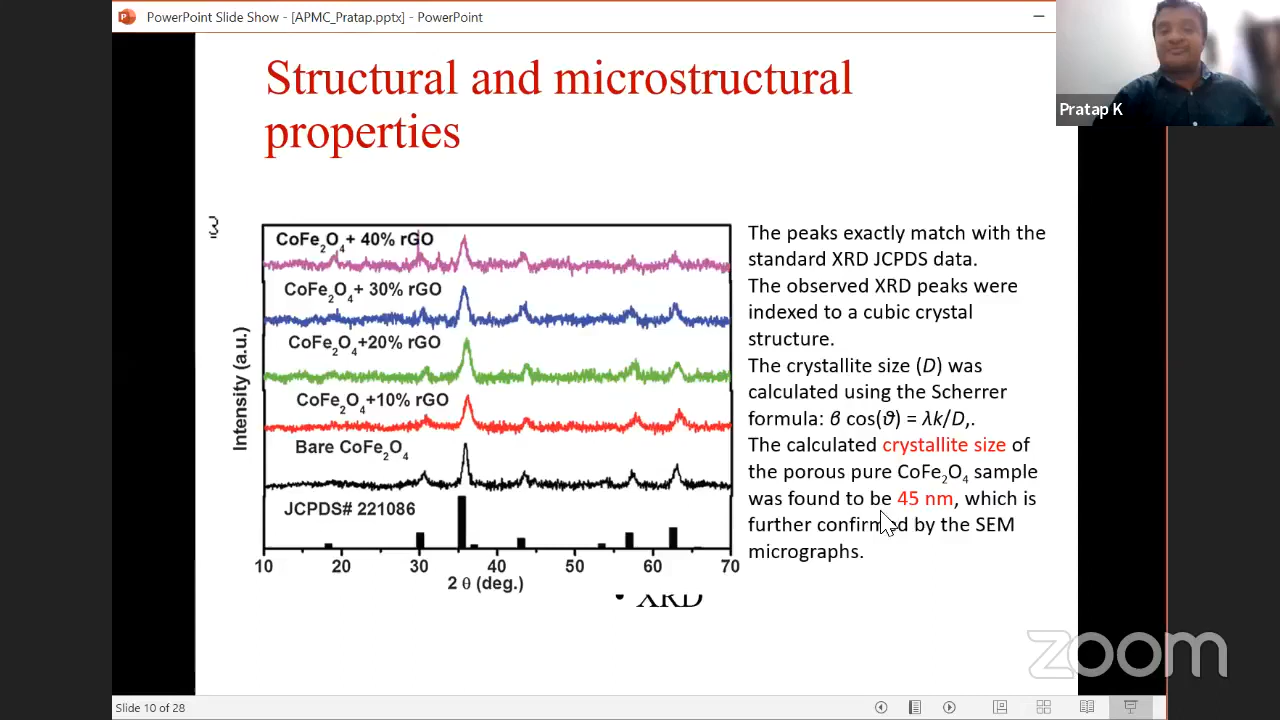 PowerPoint Slide Show - [APMC_Pratap.pptx] - PowerPoint
Pratap K
Structural and microstructural
properties
CoFe2O4+ 40% rGO
CoFe2O4+ 30% rGO
CoFe2O4+20% rGO
CoFe2O4+10% rGO
Bare CoFe2O4
JCPDS# 221086
Intensity (a.u.)
10 20 30 40 50 60 70
2 θ (deg.)
• XRD
The peaks exactly match with the
standard XRD JCPDS data.
The observed XRD peaks were
indexed to a cubic crystal
structure.
The crystallite size (D) was
calculated using the Scherrer
formula: β cos(ϑ) = λk/D,.
The calculated crystallite size of
the porous pure CoFe2O4 sample
was found to be 45 nm, which is
further confirmed by the SEM
micrographs.
zoom
Slide 10 of 28